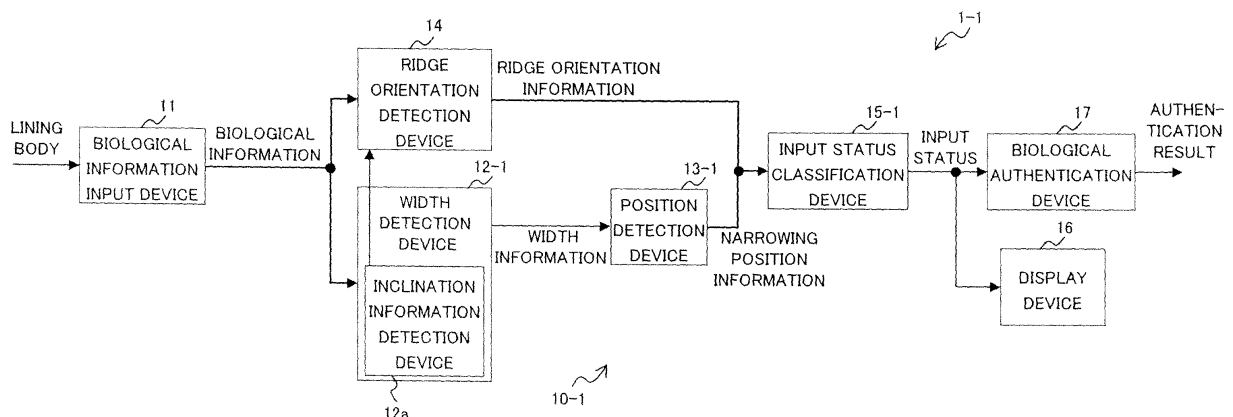 1-1
14
RIDGE
ORIENTATION
DETECTION
DEVICE
RIDGE ORIENTATION
INFORMATION
LINING
BODY
11
BIOLOGICAL
INFORMATION
INPUT DEVICE
BIOLOGICAL
INFORMATION
12-1
WIDTH
DETECTION
DEVICE
WIDTH
INFORMATION
INCLINATION
INFORMATION
DETECTION
DEVICE
12a
13-1
POSITION
DETECTION
DEVICE
NARROWING
POSITION
INFORMATION
15-1
INPUT STATUS
CLASSIFICATION
DEVICE
INPUT
STATUS
17
BIOLOGICAL
AUTHENTICATION
DEVICE
AUTHEN-
TICATION
RESULT
16
DISPLAY
DEVICE
10-1